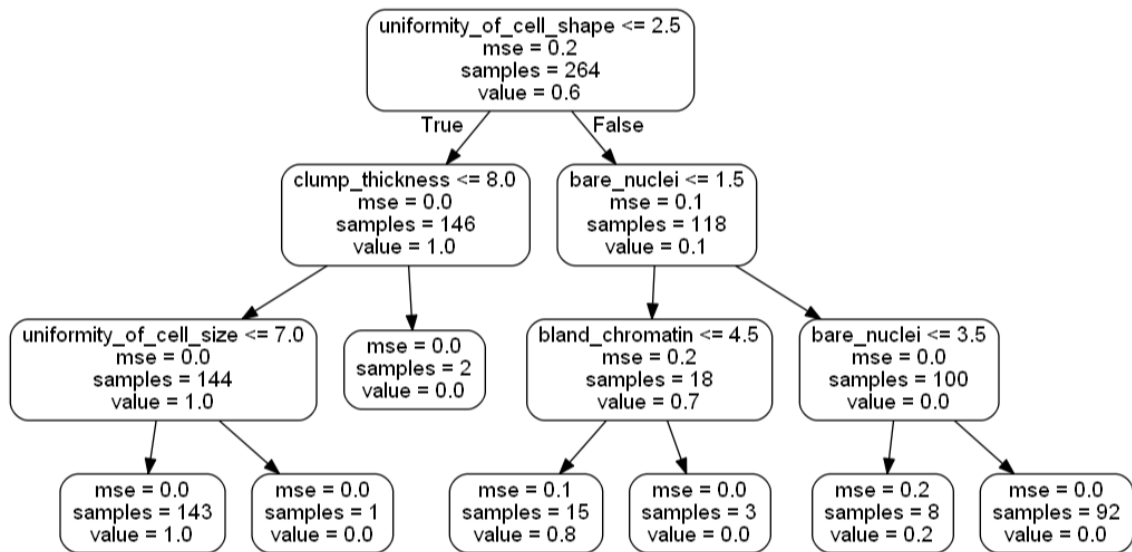 uniformity_of_cell_shape <= 2.5
mse = 0.2
samples = 264
value = 0.6
True
False
clump_thickness <= 8.0
mse = 0.0
samples = 146
value = 1.0
bare_nuclei <= 1.5
mse = 0.1
samples = 118
value = 0.1
uniformity_of_cell_size <= 7.0
mse = 0.0
samples = 144
value = 1.0
mse = 0.0
samples = 2
value = 0.0
bland_chromatin <= 4.5
mse = 0.2
samples = 18
value = 0.7
bare_nuclei <= 3.5
mse = 0.0
samples = 100
value = 0.0
mse = 0.0
samples = 143
value = 1.0
mse = 0.0
samples = 1
value = 0.0
mse = 0.1
samples = 15
value = 0.8
mse = 0.0
samples = 3
value = 0.0
mse = 0.2
samples = 8
value = 0.2
mse = 0.0
samples = 92
value = 0.0